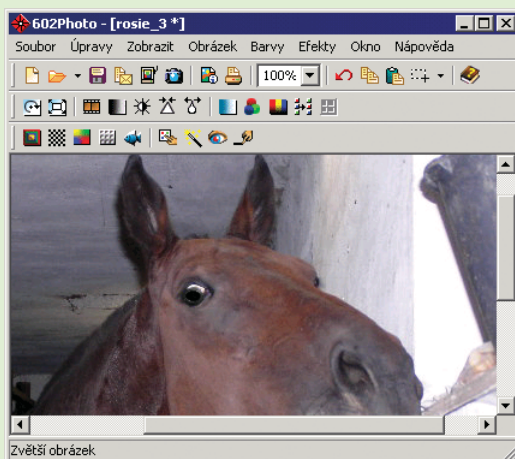 602Photo - [rosie_3 *]
Soubor Úpravy Zobrazit Obrázek Barvy Efekty Okno Nápověda
100%
Zvětší obrázek